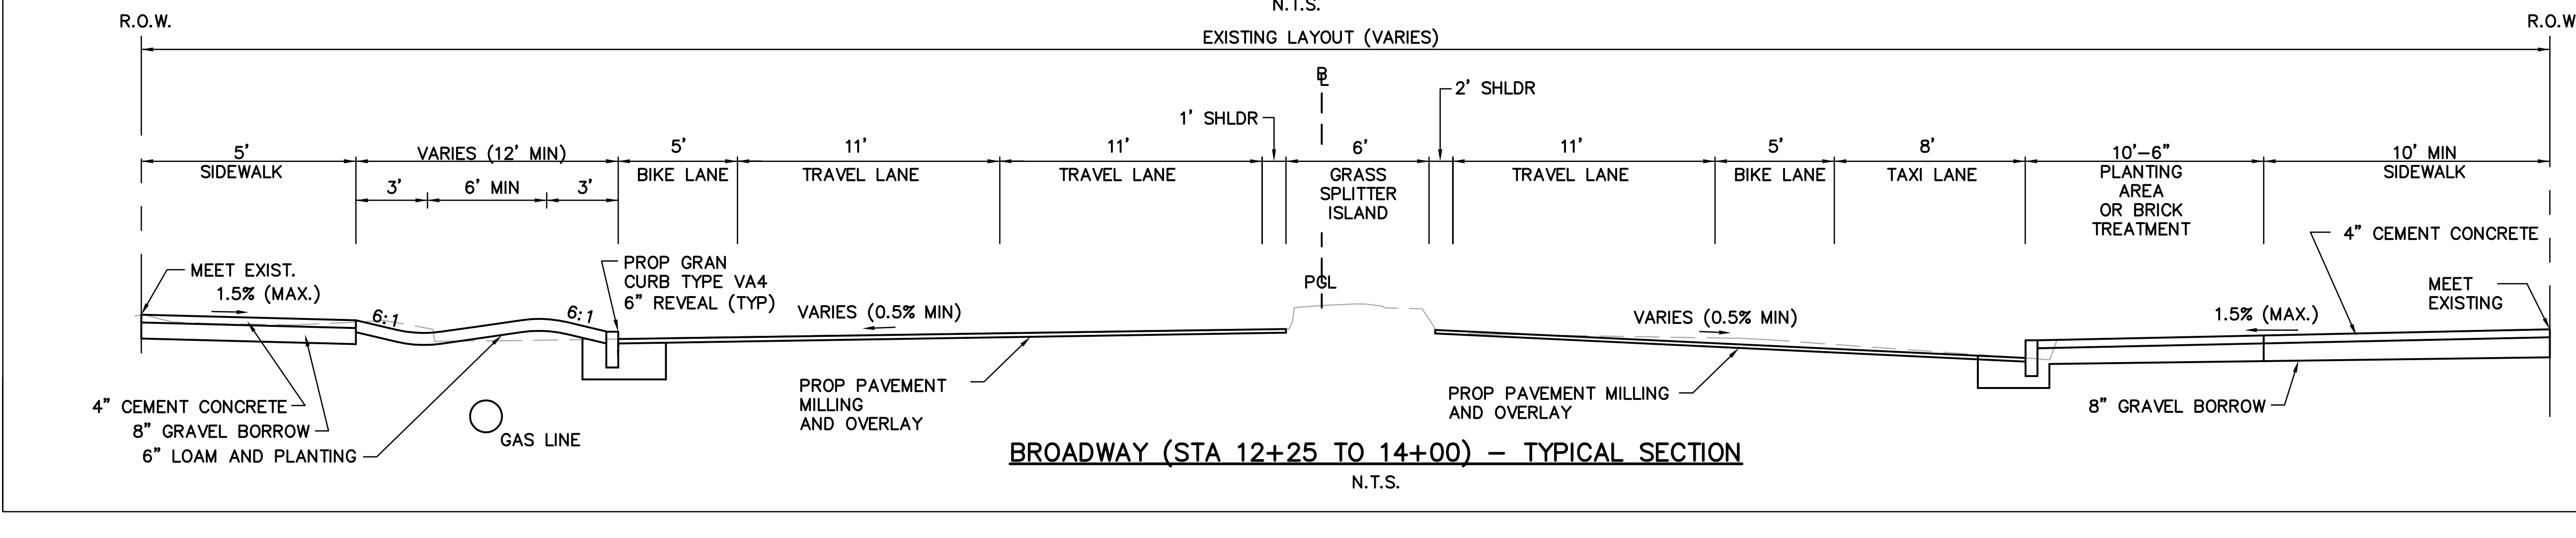 N.T.S.
R.O.W.
R.O.W
EXISTING LAYOUT (VARIES)
BL
2' SHLDR
1' SHLDR
5'
SIDEWALK
VARIES (12' MIN)
3'
6' MIN
3'
5'
BIKE LANE
11'
TRAVEL LANE
11'
TRAVEL LANE
6'
GRASS
SPLITTER
ISLAND
11'
TRAVEL LANE
5'
BIKE LANE
8'
TAXI LANE
10'-6"
PLANTING
AREA
OR BRICK
TREATMENT
10' MIN
SIDEWALK
4" CEMENT CONCRETE
MEET EXIST.
1.5% (MAX.)
6:1
6:1
PROP GRAN
CURB TYPE VA4
6" REVEAL (TYP)
VARIES (0.5% MIN)
PGL
VARIES (0.5% MIN)
1.5% (MAX.)
MEET
EXISTING
4" CEMENT CONCRETE
8" GRAVEL BORROW
6" LOAM AND PLANTING
GAS LINE
PROP PAVEMENT
MILLING
AND OVERLAY
PROP PAVEMENT MILLING
AND OVERLAY
8" GRAVEL BORROW
BROADWAY (STA 12+25 TO 14+00) - TYPICAL SECTION
N.T.S.